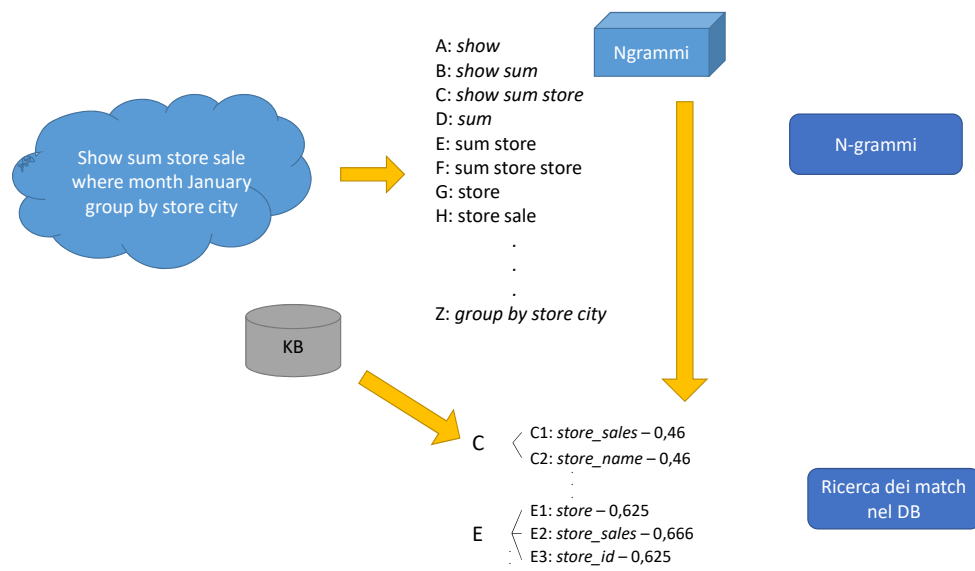 A: show
B: show sum
C: show sum store
D: sum
E: sum store
F: sum store store
G: store
H: store sale
.
.
.
Z: group by store city
Ngrammi
N-grammi
Show sum store sale
where month January
group by store city
KB
C
C1: store_sales – 0,46
C2: store_name – 0,46
E
E1: store – 0,625
E2: store_sales – 0,666
E3: store_id – 0,625
Ricerca dei match
nel DB